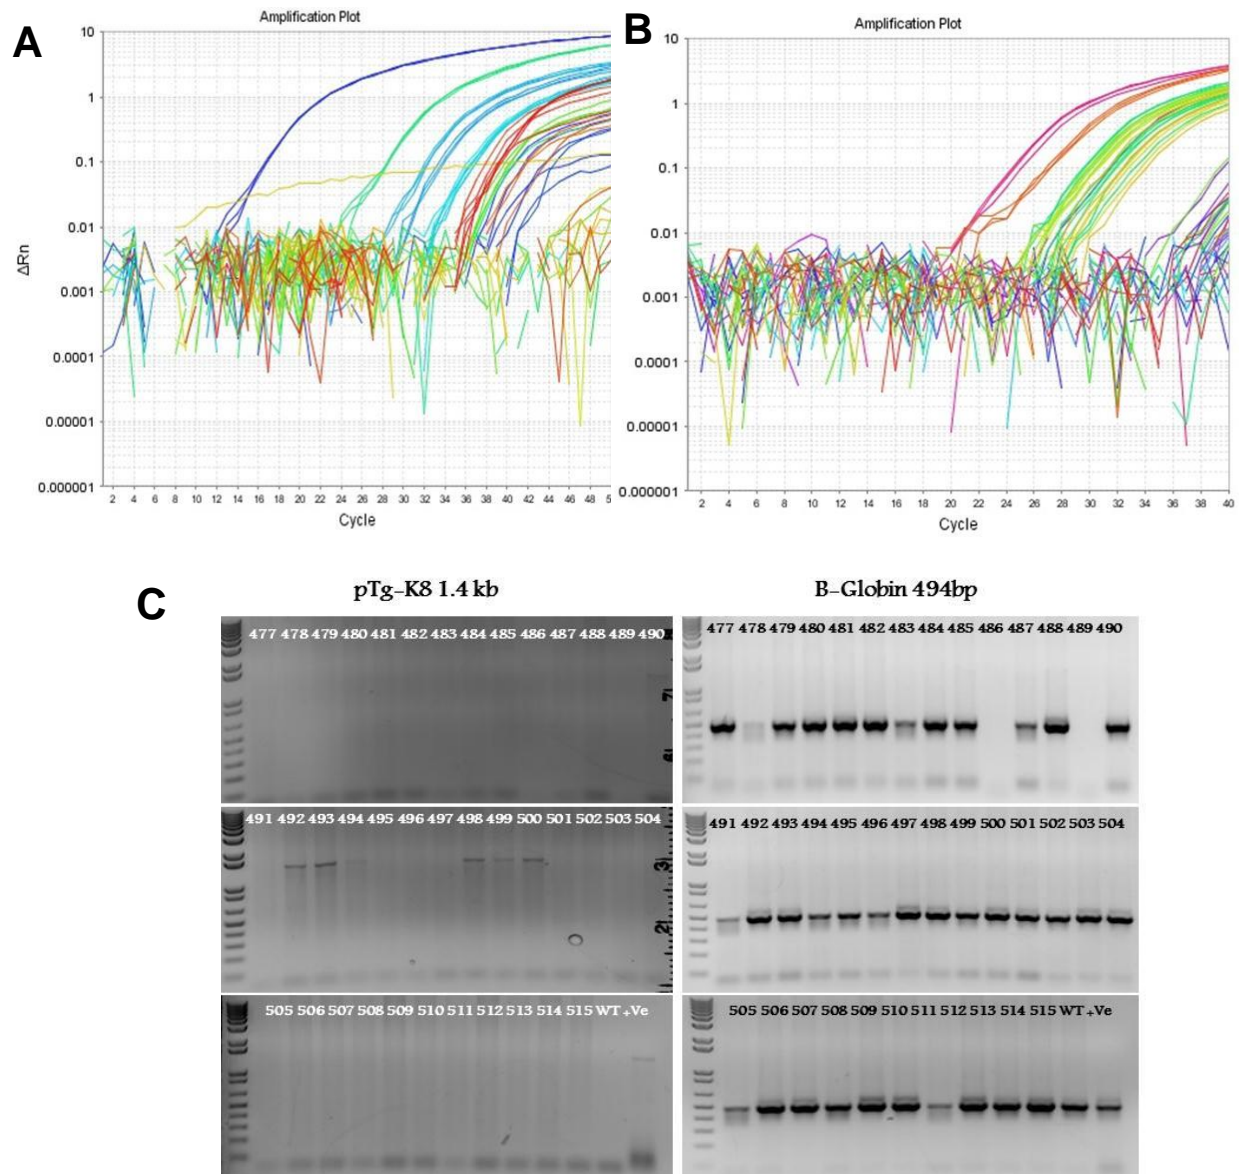 A
Amplification Plot
10
1
0.1
0.01
0.001
0.0001
0.00001
0.000001
ΔRn
2 4 6 8 10 12 14 16 18 20 22 24 26 28 30 32 34 36 38 40 42 44 46 48 5
Cycle
B
Amplification Plot
10
1
0.1
0.01
0.001
0.0001
0.00001
0.000001
2 4 6 8 10 12 14 16 18 20 22 24 26 28 30 32 34 36 38 40
Cycle
C
pTg-K8 1.4 kb
477 478 479 480 481 482 483 484 485 486 487 488 489 490
7
6
491 492 493 494 495 496 497 498 499 500 501 502 503 504
3
2
505 506 507 508 509 510 511 512 513 514 515 WT +Ve
B-Globin 494bp
477 478 479 480 481 482 483 484 485 486 487 488 489 490
491 492 493 494 495 496 497 498 499 500 501 502 503 504
505 506 507 508 509 510 511 512 513 514 515 WT +Ve